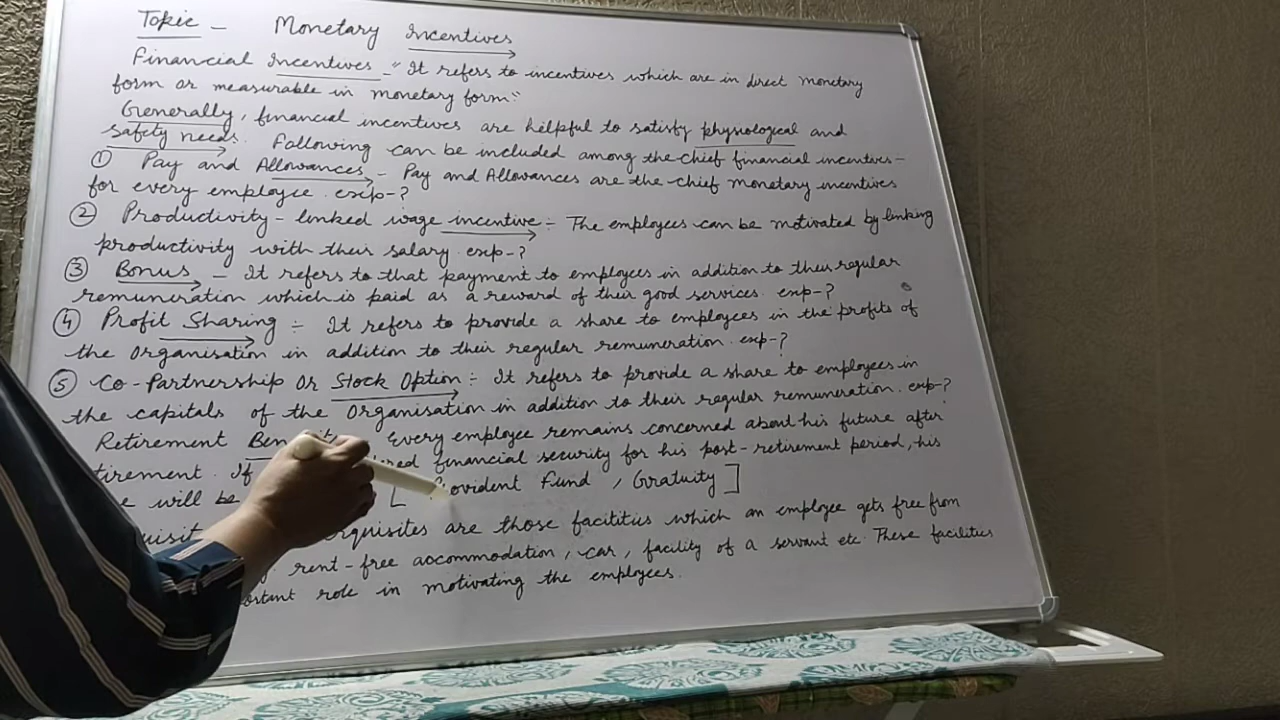 Topic - Monetary Incentives
Financial Incentives - "It refers to incentives which are in direct monetary
form or measurable in monetary form."
Generally, financial incentives are helpful to satisfy physiological and
safety needs. Following can be included among the chief financial incentives -
① Pay and Allowances - Pay and Allowances are the chief monetary incentives
for every employee. exp-?
② Productivity - linked wage incentive :- The employees can be motivated by linking
productivity with their salary. exp-?
③ Bonus - It refers to that payment to employees in addition to their regular
remuneration which is paid as a reward of their good services. exp-?
④ Profit Sharing :- It refers to provide a share to employees in the profits of
the Organisation in addition to their regular remuneration. exp-?
⑤ Co-Partnership Or Stock Option :- It refers to provide a share to employees in
the capitals of the Organisation in addition to their regular remuneration. exp-?
Retirement Every employee remains concerned about his future after
tirement. If financial security for his post-retirement period, his
will be [ ovident Fund, Gratuity ]
are those facitities which an employee gets free from
rent-free accommodation, car, facility of a servant etc. These facilities
ortant role in motivating the employees.